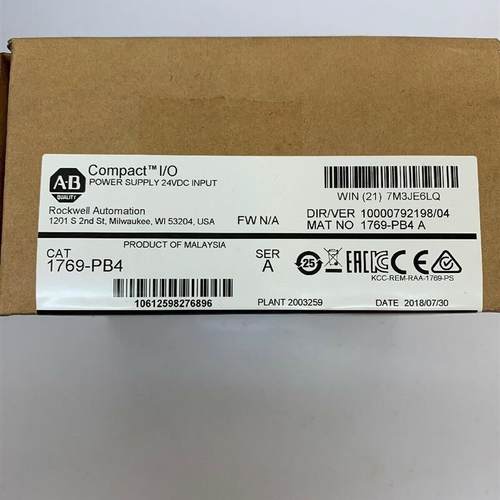 A-B
QUALITY
Compact™ I/O
POWER SUPPLY 24VDC INPUT
Rockwell Automation
1201 S 2nd St, Milwaukee, WI 53204, USA
FW N/A
WIN (21) 7M3JE6LQ
DIR/VER 10000792198/04
MAT NO 1769-PB4 A
PRODUCT OF MALAYSIA
CAT
1769-PB4
SER
A
25
EAC
CE
KCC-REM-RAA-1769-PS
10612598276896
PLANT 2003259
DATE 2018/07/30